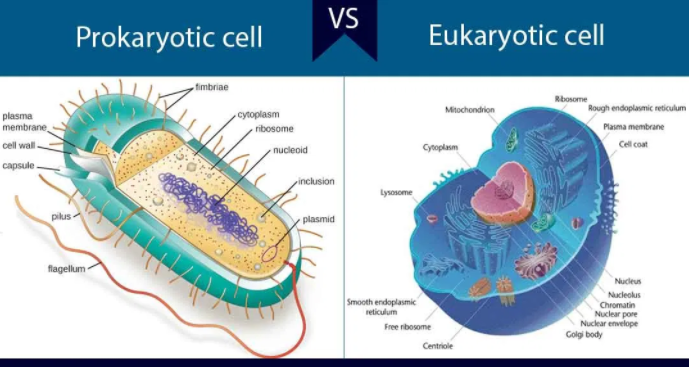 Prokaryotic cell
VS
Eukaryotic cell
fimbriae
plasma
membrane
cell wall
capsule
cytoplasm
ribosome
nucleoid
inclusion
plasmid
pilus
flagellum
Mitochondrion
Ribosome
Rough endoplasmic reticulum
Plasma membrane
Cell coat
Cytoplasm
Lysosome
Nucleus
Nucleolus
Chromatin
Nuclear pore
Nuclear envelope
Golgi body
Smooth endoplasmic
reticulum
Free ribosome
Centriole